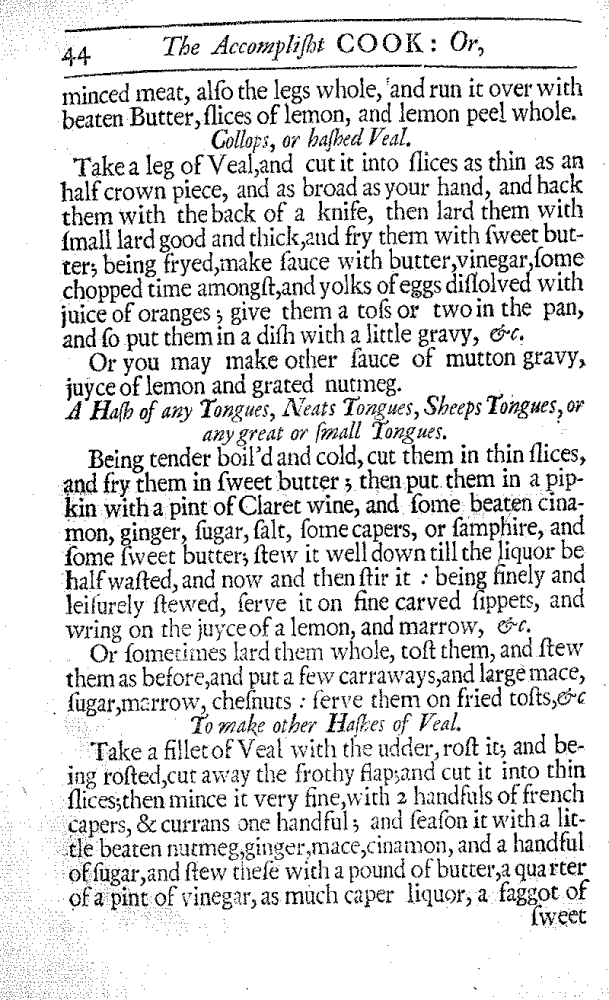 44 The Accompliſht COOK: Or,
minced meat, alſo the legs whole, and run it over with
beaten Butter, ſlices of lemon, and lemon peel whole.
Collops, or haſhed Veal.
Take a leg of Veal, and cut it into ſlices as thin as an
half crown piece, and as broad as your hand, and hack
them with the back of a knife, then lard them with
ſmall lard good and thick, and fry them with ſweet but-
ter; being fryed, make ſauce with butter, vinegar, ſome
chopped time amongſt, and yolks of eggs diſſolved with
juice of oranges; give them a toſs or two in the pan,
and ſo put them in a diſh with a little gravy, &c.
Or you may make other ſauce of mutton gravy,
juyce of lemon and grated nutmeg.
A Haſh of any Tongues, Neats Tongues, Sheeps Tongues, or
any great or ſmall Tongues.
Being tender boil'd and cold, cut them in thin ſlices,
and fry them in ſweet butter; then put them in a pip-
kin with a pint of Claret wine, and ſome beaten cina-
mon, ginger, ſugar, ſalt, ſome capers, or ſamphire, and
ſome ſweet butter; ſtew it well down till the liquor be
half waſted, and now and then ſtir it : being finely and
leiſurely ſtewed, ſerve it on fine carved ſippets, and
wring on the juyce of a lemon, and marrow, &c.
Or ſometimes lard them whole, toſt them, and ſtew
them as before, and put a few carraways, and large mace,
ſugar, marrow, cheſnuts : ſerve them on fried toſts, &c
To make other Haſhes of Veal.
Take a fillet of Veal with the udder, roſt it; and be-
ing roſted, cut away the frothy flap; and cut it into thin
ſlices; then mince it very fine, with 2 handfuls of french
capers, & currans one handful; and ſeaſon it with a lit-
tle beaten nutmeg, ginger, mace, cinamon, and a handful
of ſugar, and ſtew theſe with a pound of butter, a quarter
of a pint of vinegar, as much caper liquor, a faggot of
ſweet